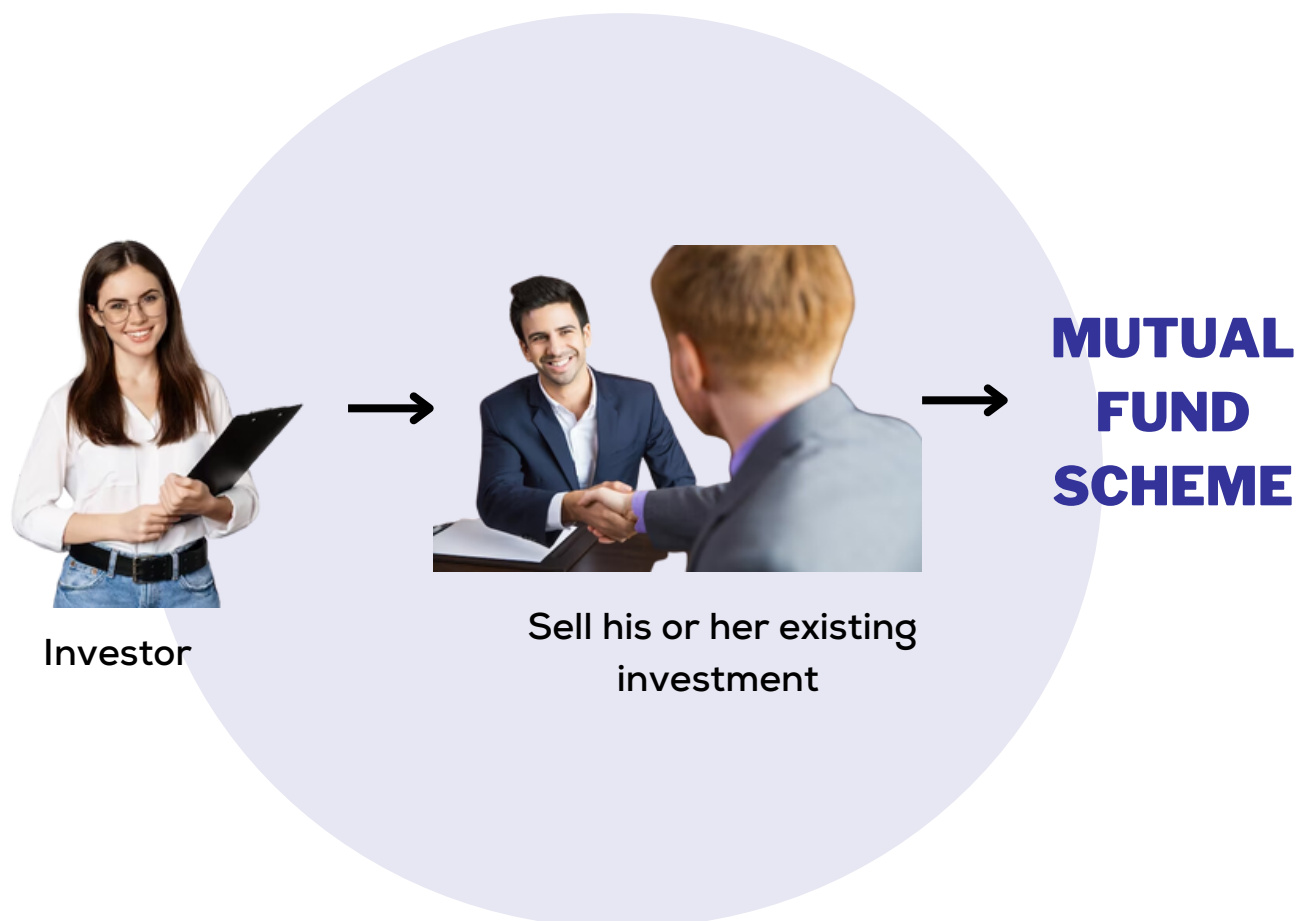 Investor
Sell his or her existing
investment
MUTUAL
FUND
SCHEME